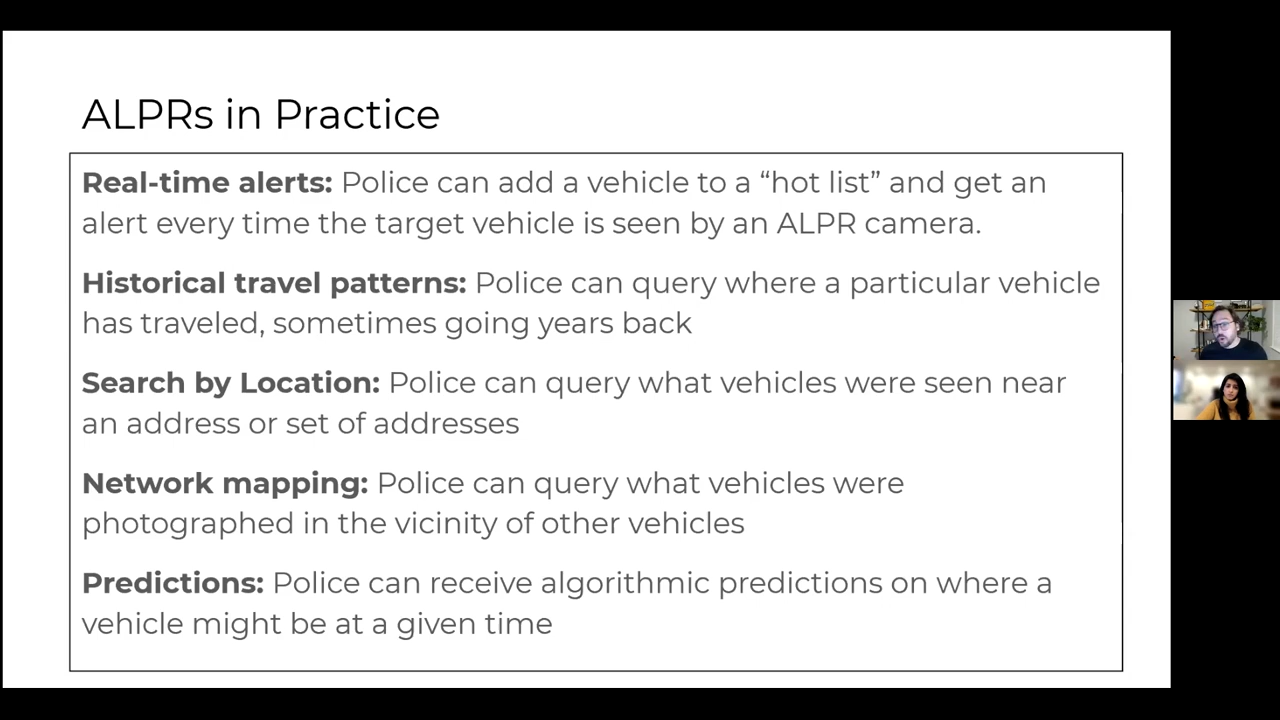 ALPRs in Practice
Real-time alerts: Police can add a vehicle to a “hot list” and get an
alert every time the target vehicle is seen by an ALPR camera.
Historical travel patterns: Police can query where a particular vehicle
has traveled, sometimes going years back
Search by Location: Police can query what vehicles were seen near
an address or set of addresses
Network mapping: Police can query what vehicles were
photographed in the vicinity of other vehicles
Predictions: Police can receive algorithmic predictions on where a
vehicle might be at a given time